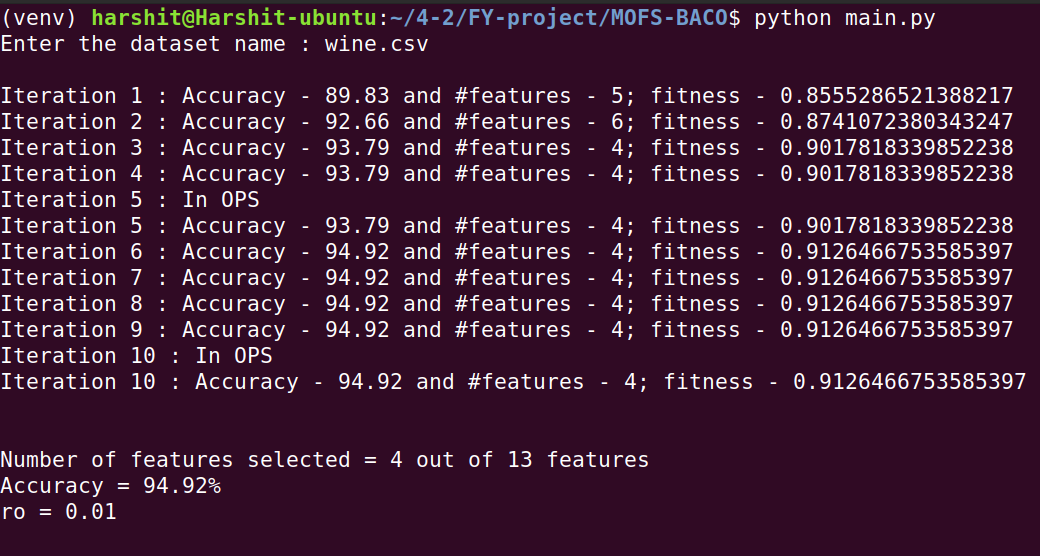 (venv) harshit@Harshit-ubuntu:~/4-2/FY-project/MOFS-BACO$ python main.py
Enter the dataset name : wine.csv
Iteration 1 : Accuracy - 89.83 and #features - 5; fitness - 0.8555286521388217
Iteration 2 : Accuracy - 92.66 and #features - 6; fitness - 0.8741072380343247
Iteration 3 : Accuracy - 93.79 and #features - 4; fitness - 0.9017818339852238
Iteration 4 : Accuracy - 93.79 and #features - 4; fitness - 0.9017818339852238
Iteration 5 : In OPS
Iteration 5 : Accuracy - 93.79 and #features - 4; fitness - 0.9017818339852238
Iteration 6 : Accuracy - 94.92 and #features - 4; fitness - 0.9126466753585397
Iteration 7 : Accuracy - 94.92 and #features - 4; fitness - 0.9126466753585397
Iteration 8 : Accuracy - 94.92 and #features - 4; fitness - 0.9126466753585397
Iteration 9 : Accuracy - 94.92 and #features - 4; fitness - 0.9126466753585397
Iteration 10 : In OPS
Iteration 10 : Accuracy - 94.92 and #features - 4; fitness - 0.9126466753585397
Number of features selected = 4 out of 13 features
Accuracy = 94.92%
ro = 0.01